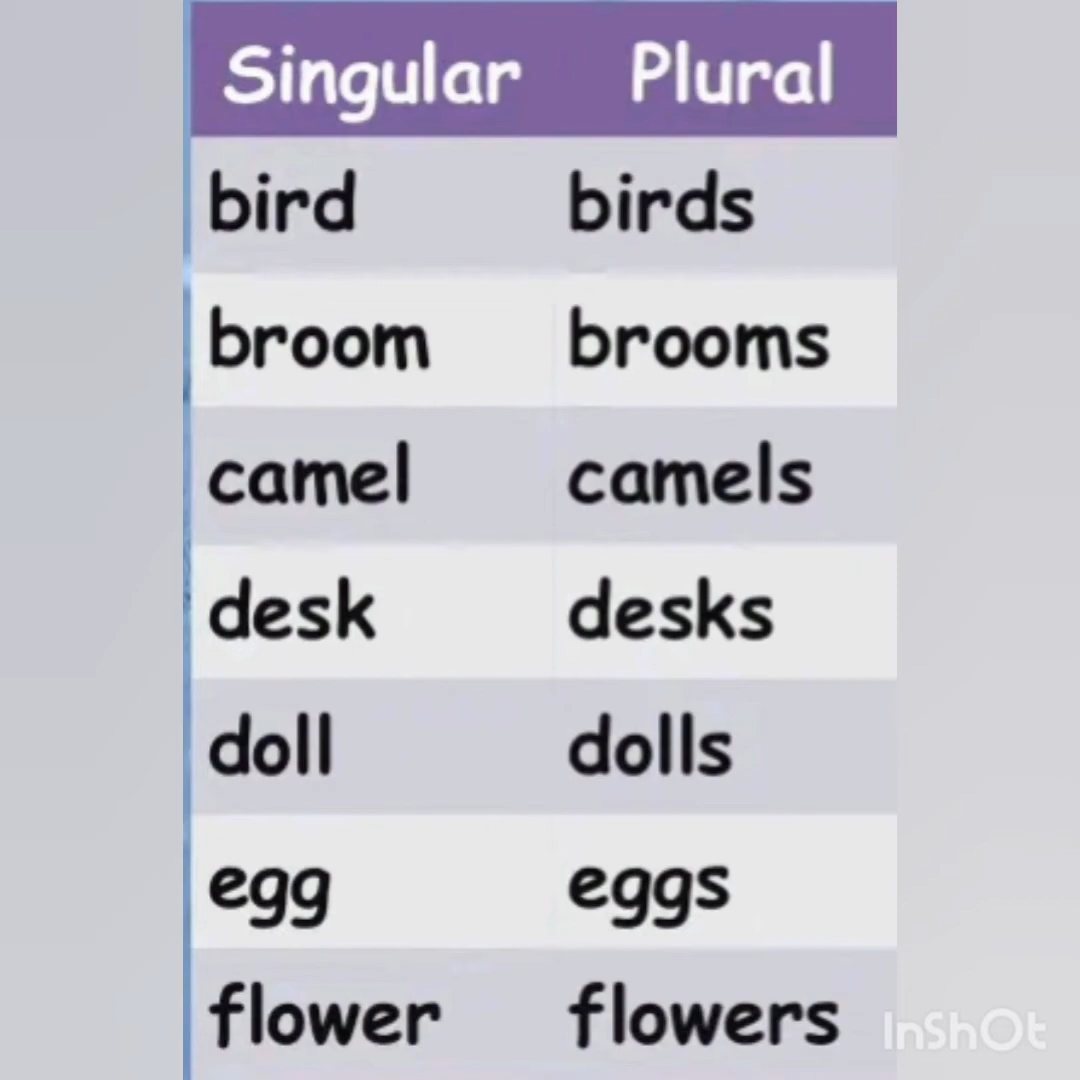 Singular Plural
bird birds
broom brooms
camel camels
desk desks
doll dolls
egg eggs
flower flowers
InShOt